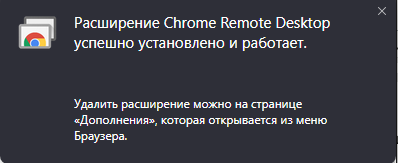 Расширение Chrome Remote Desktop
успешно установлено и работает.
Удалить расширение можно на странице
«Дополнения», которая открывается из меню
Браузера.